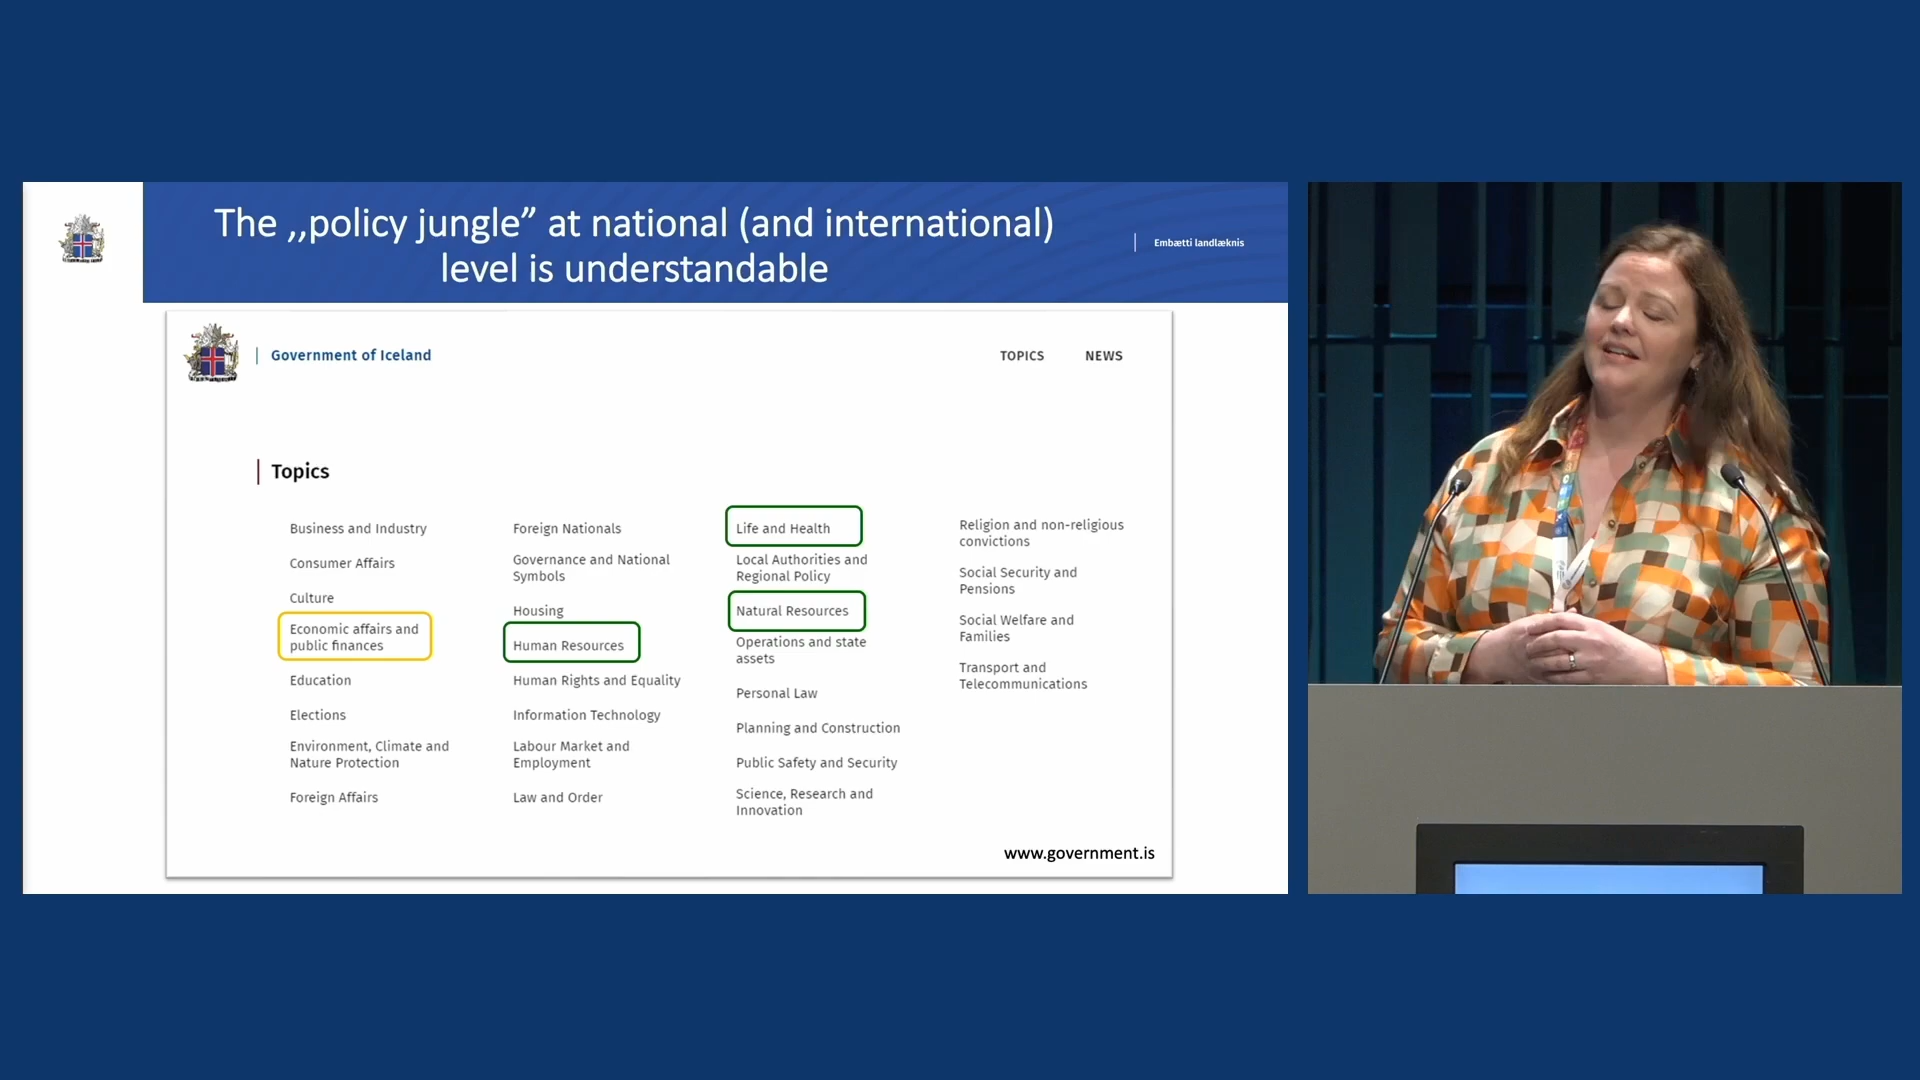 The ,,policy jungle” at national (and international)
level is understandable
Embætti landlæknis
Government of Iceland
TOPICS
NEWS
Topics
Business and Industry
Consumer Affairs
Culture
Economic affairs and
public finances
Education
Elections
Environment, Climate and
Nature Protection
Foreign Affairs
Foreign Nationals
Governance and National
Symbols
Housing
Human Resources
Human Rights and Equality
Information Technology
Labour Market and
Employment
Law and Order
Life and Health
Local Authorities and
Regional Policy
Natural Resources
Operations and state
assets
Personal Law
Planning and Construction
Public Safety and Security
Science, Research and
Innovation
Religion and non-religious
convictions
Social Security and
Pensions
Social Welfare and
Families
Transport and
Telecommunications
www.government.is